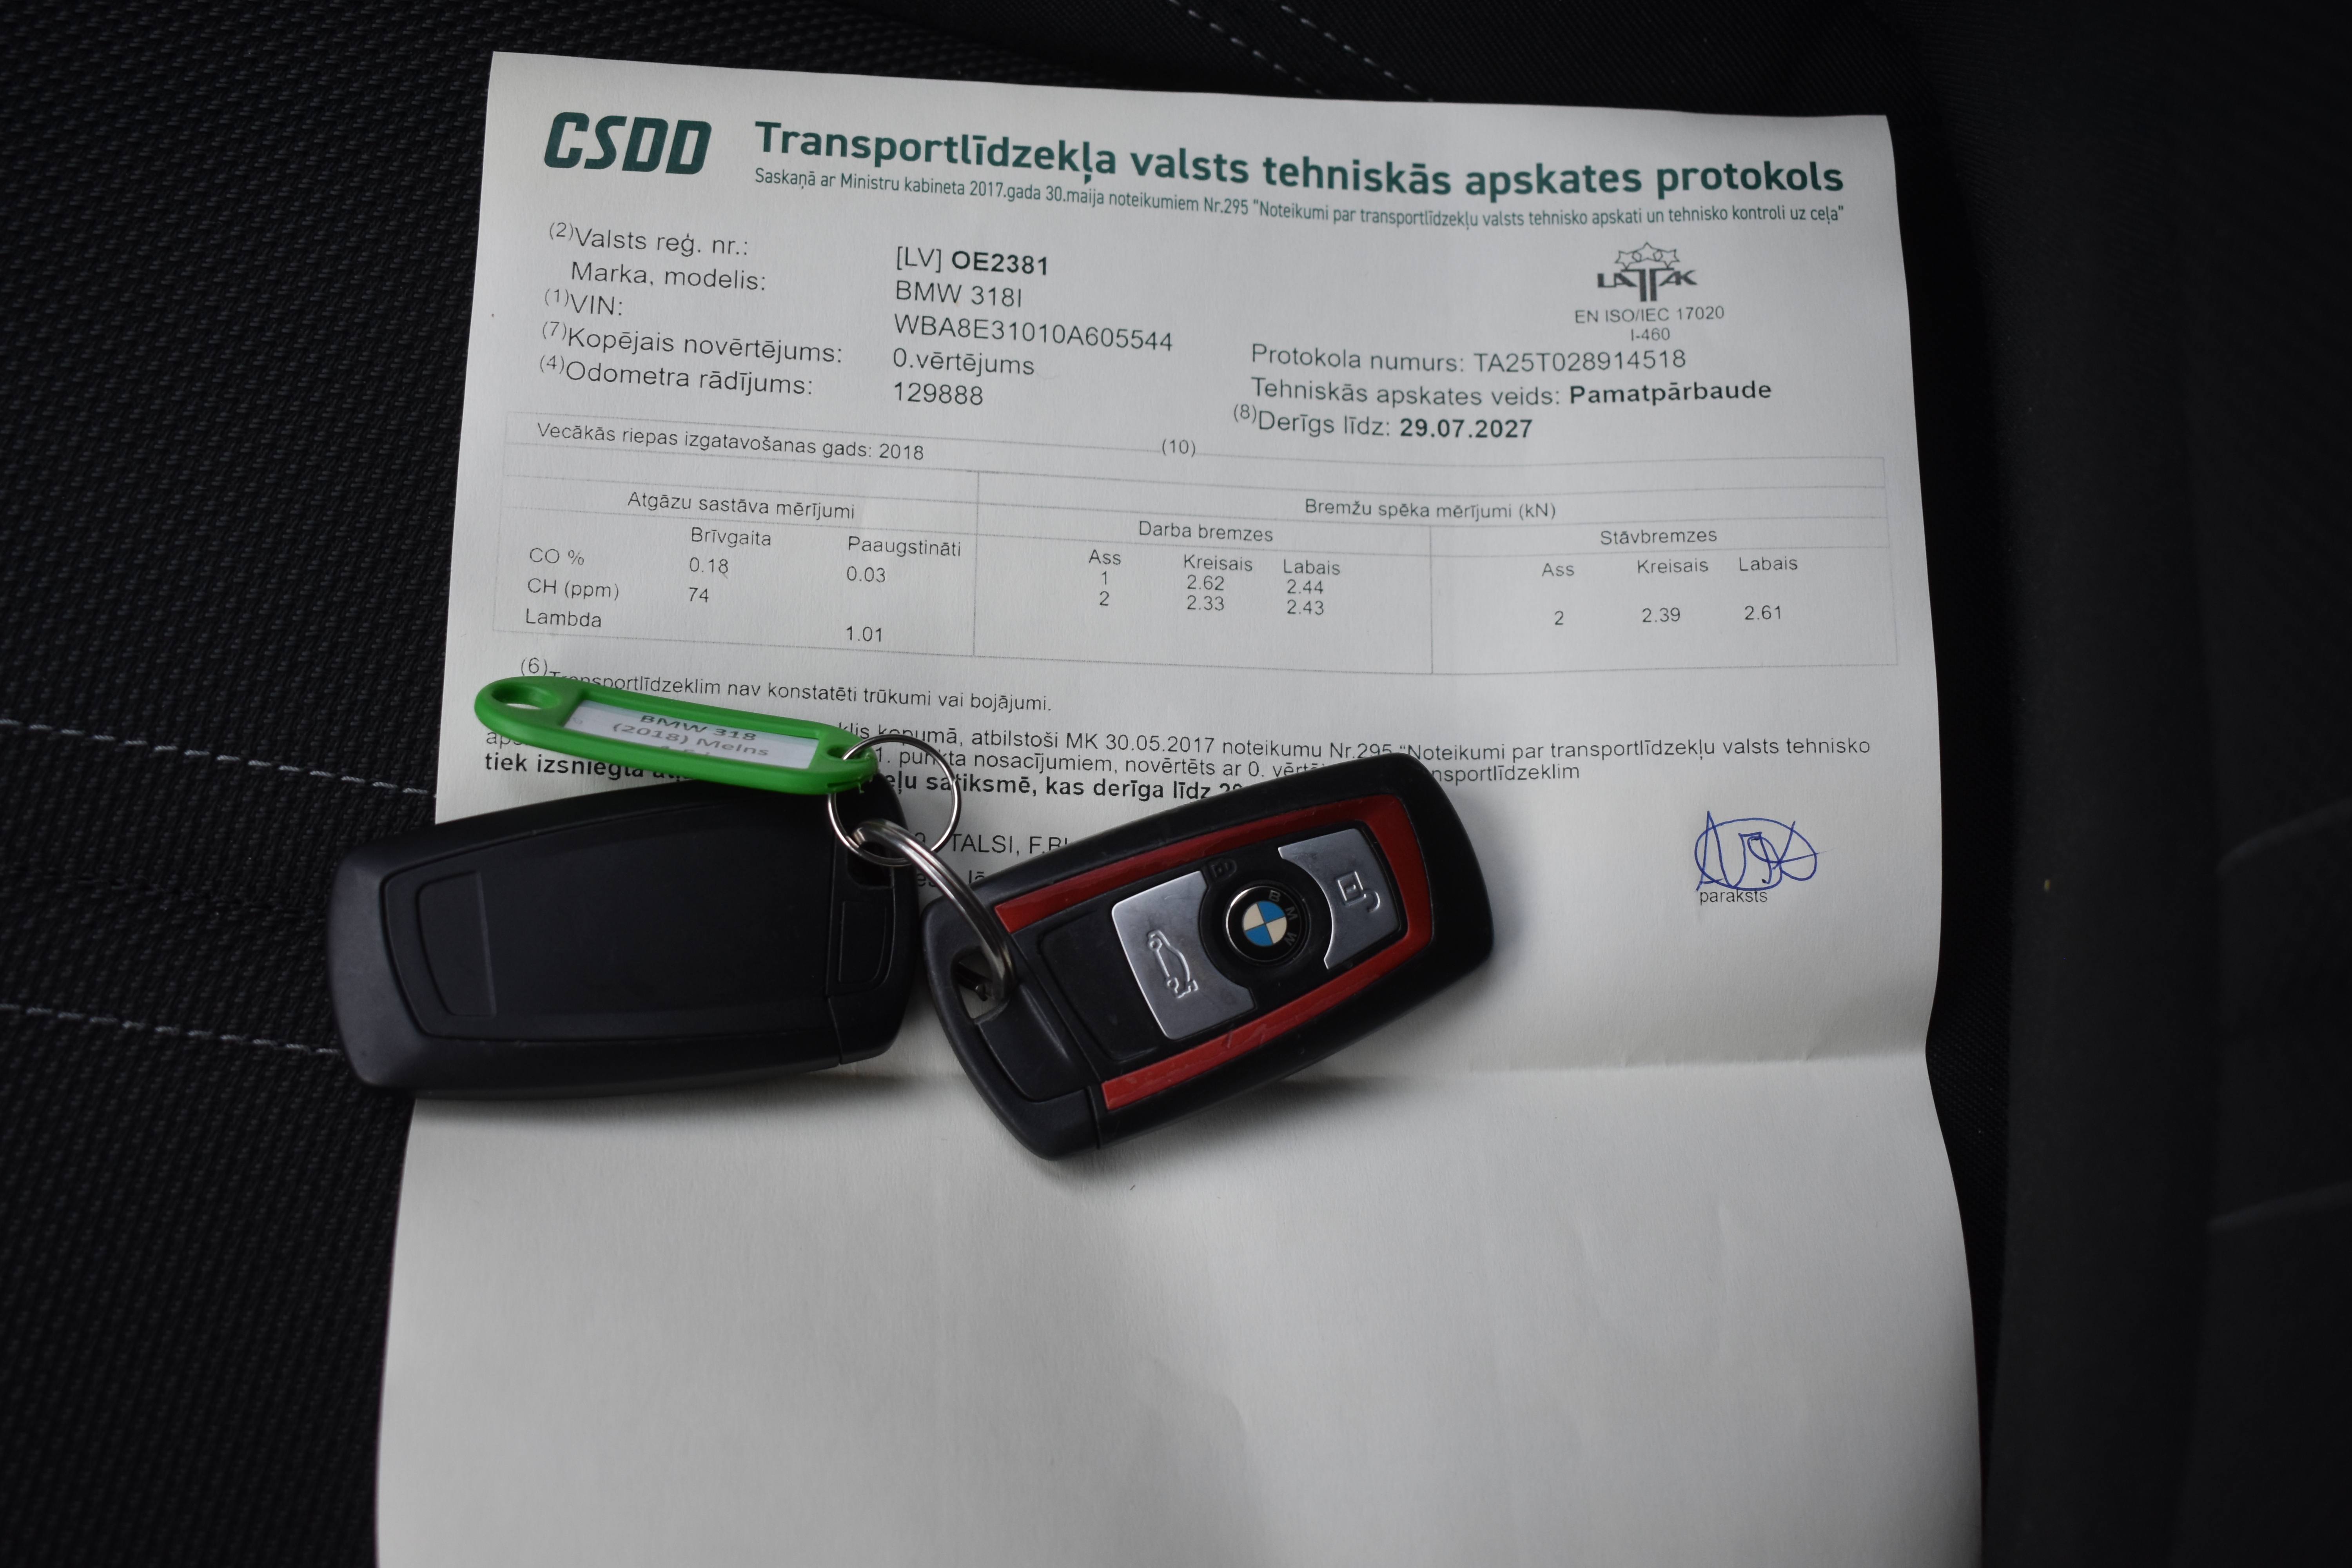 CSDD
Transportlīdzekļa valsts tehniskās apskates protokols
Saskaņā ar Ministru kabineta 2017.gada 30.maija noteikumiem Nr.295 "Noteikumi par transportlīdzekļu valsts tehnisko apskati un tehnisko kontroli uz ceļa"
(2)Valsts reģ. nr.: [LV] OE2381
Marka, modelis: BMW 318I
(1)VIN: WBA8E31010A605544
(7)Kopējais novērtējums: 0.vērtējums
(4)Odometra rādījums: 129888
LATAK
EN ISO/IEC 17020
I-460
Protokola numurs: TA25T028914518
Tehniskās apskates veids: Pamatpārbaude
(8)Derīgs līdz: 29.07.2027
Vecākās riepas izgatavošanas gads: 2018
(10)
Atgāzu sastāva mērījumi
Brīvgaita Paaugstināti
CO % 0.18 0.03
CH (ppm) 74
Lambda 1.01
Bremžu spēka mērījumi (kN)
Darba bremzes
Ass Kreisais Labais
1 2.62 2.44
2 2.33 2.43
Stāvbremzes
Ass Kreisais Labais
2 2.39 2.61
(6)Transportlīdzeklim nav konstatēti trūkumi vai bojājumi.
kopumā, atbilstoši MK 30.05.2017 noteikumu Nr.295 "Noteikumi par transportlīdzekļu valsts tehnisko
1. punkta nosacījumiem, novērtēts ar 0.
tiek izsniegta satiksmē, kas derīga līdz
TALSI,
paraksts
BMW 318
(2018) Melns
BMW